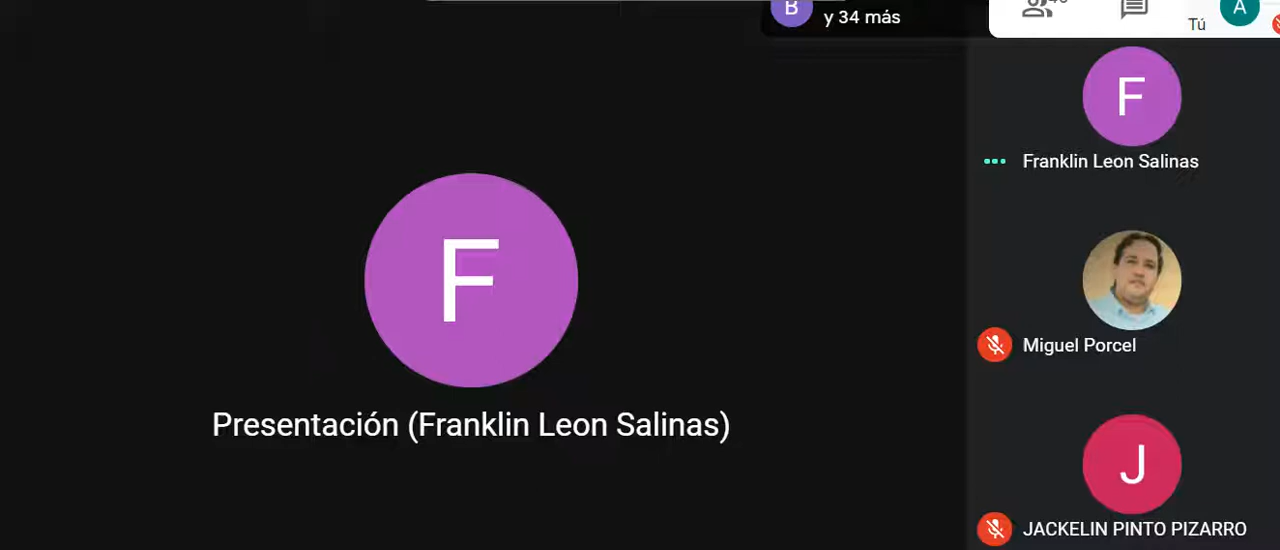 B
y 34 más
Tú
A
F
Franklin Leon Salinas
F
Presentación (Franklin Leon Salinas)
Miguel Porcel
J
JACKELIN PINTO PIZARRO